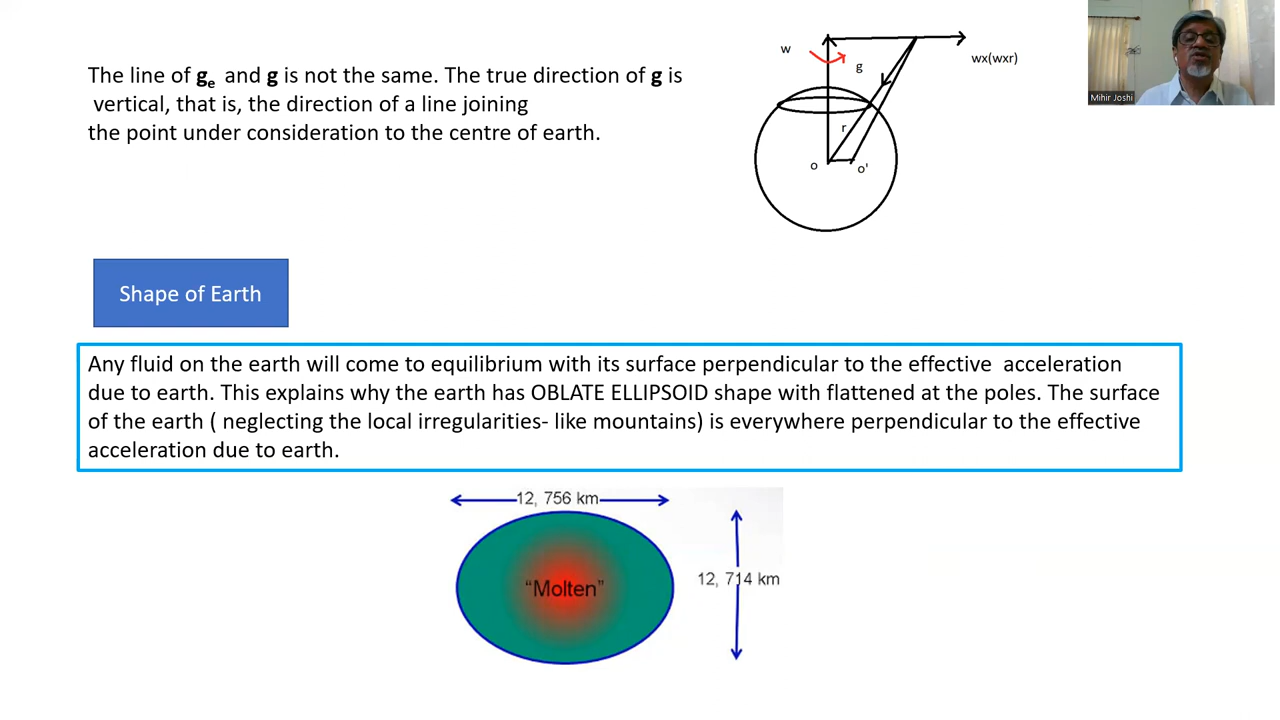 The line of ge and g is not the same. The true direction of g is
vertical, that is, the direction of a line joining
the point under consideration to the centre of earth.
w
g
wx(wxr)
r
o
o'
Mihir Joshi
Shape of Earth
Any fluid on the earth will come to equilibrium with its surface perpendicular to the effective acceleration
due to earth. This explains why the earth has OBLATE ELLIPSOID shape with flattened at the poles. The surface
of the earth ( neglecting the local irregularities- like mountains) is everywhere perpendicular to the effective
acceleration due to earth.
12, 756 km
"Molten"
12, 714 km